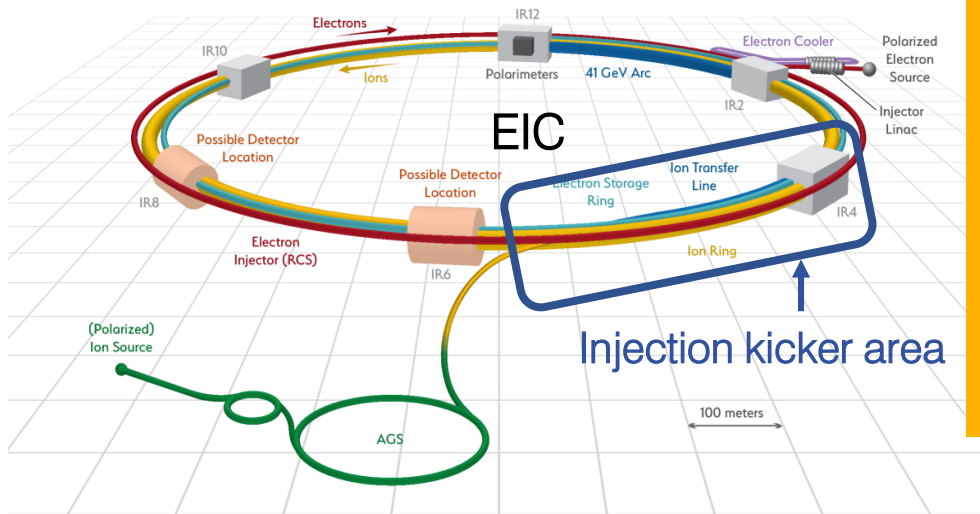 Electrons
IR12
IR10
Ions
Polarimeters
41 GeV Arc
Electron Cooler
Polarized
Electron
Source
IR2
Injector
Linac
EIC
Possible Detector
Location
IR8
Possible Detector
Location
Electron Storage
Ring
Ion Transfer
Line
IR4
Electron
Injector (RCS)
IR6
Ion Ring
(Polarized)
Ion Source
Injection kicker area
100 meters
AGS